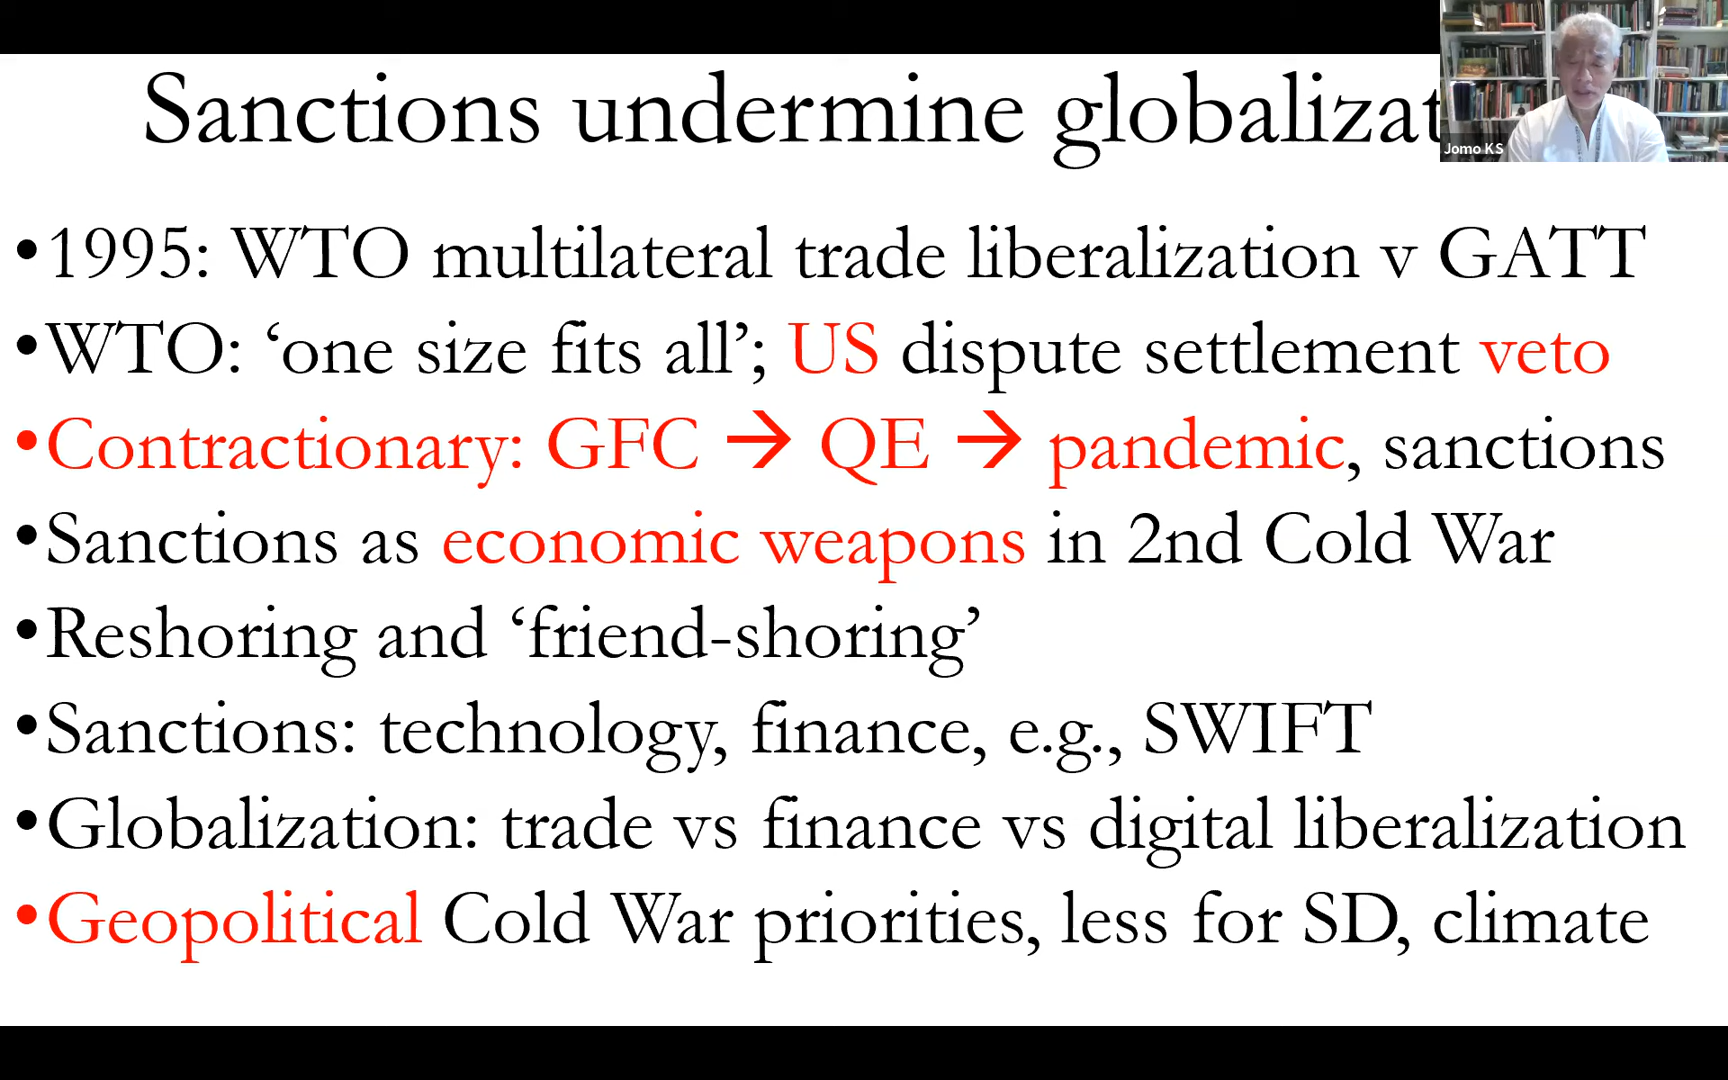 Sanctions undermine globalizat
Jomo KS
•1995: WTO multilateral trade liberalization v GATT
•WTO: ‘one size fits all’; US dispute settlement veto
•Contractionary: GFC → QE → pandemic, sanctions
•Sanctions as economic weapons in 2nd Cold War
•Reshoring and ‘friend-shoring’
•Sanctions: technology, finance, e.g., SWIFT
•Globalization: trade vs finance vs digital liberalization
•Geopolitical Cold War priorities, less for SD, climate